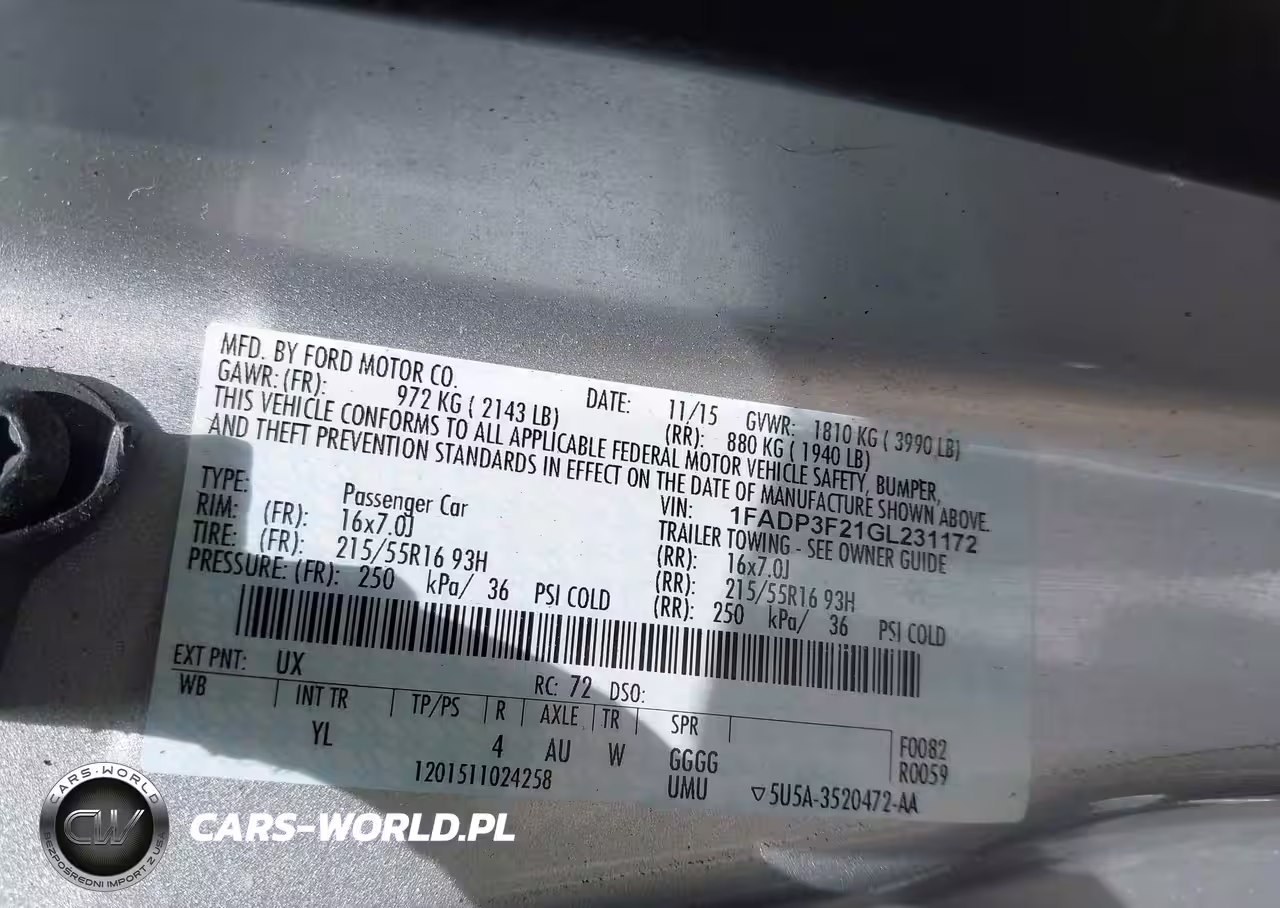 MFD. BY FORD MOTOR CO.
DATE: 11/15 GVWR: 1810 KG ( 3990 LB)
GAWR: (FR): 972 KG ( 2143 LB) (RR): 880 KG ( 1940 LB)
THIS VEHICLE CONFORMS TO ALL APPLICABLE FEDERAL MOTOR VEHICLE SAFETY, BUMPER,
AND THEFT PREVENTION STANDARDS IN EFFECT ON THE DATE OF MANUFACTURE SHOWN ABOVE.
VIN: 1FADP3F21GL231172
TYPE: Passenger Car TRAILER TOWING - SEE OWNER GUIDE
RIM: (FR): 16x7.0J (RR): 16x7.0J
TIRE: (FR): 215/55R16 93H (RR): 215/55R16 93H
PRESSURE: (FR): 250 kPa/ 36 PSI COLD (RR): 250 kPa/ 36 PSI COLD
EXT PNT: UX RC: 72 DSO:
WB INT TR TP/PS R AXLE TR SPR
YL 4 AU W GGGG F0082
1201511024258 UMU R0059
▽5U5A-3520472-AA
CARS-WORLD
CW
BEZPOŚREDNI IMPORT Z USA
CARS-WORLD.PL